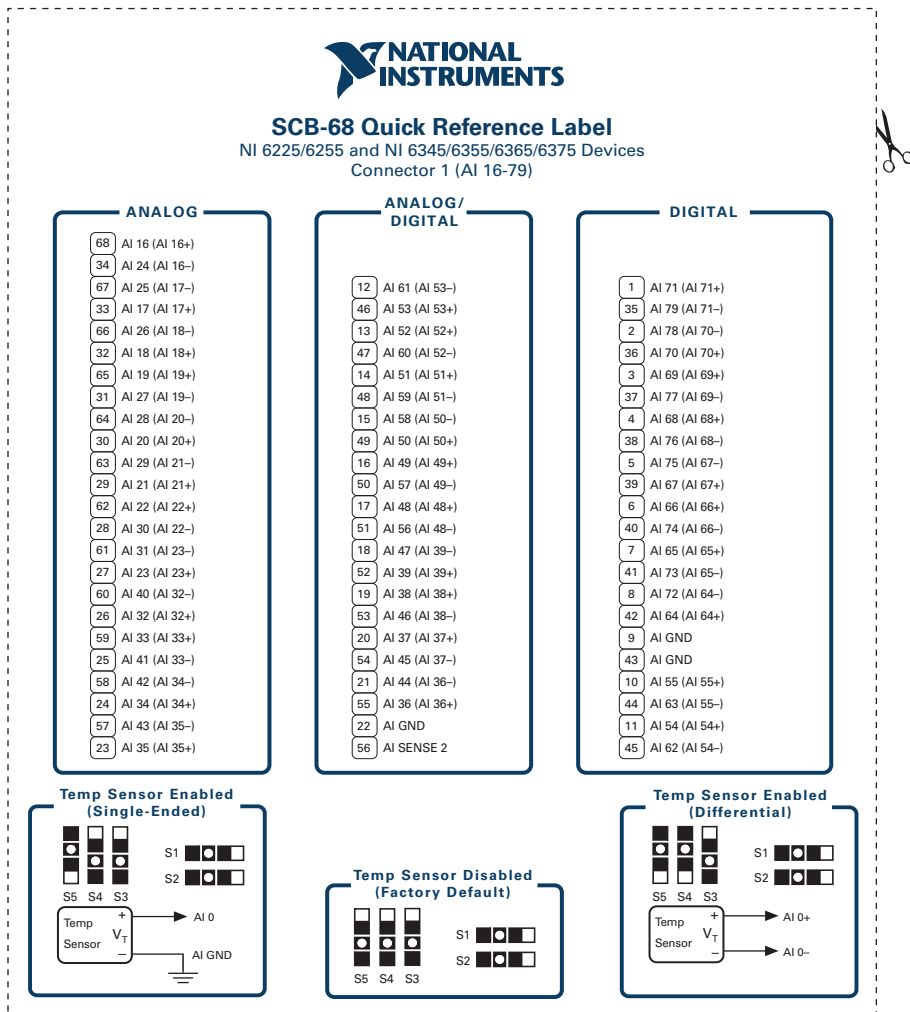 NATIONAL
INSTRUMENTS
SCB-68 Quick Reference Label
NI 6225/6255 and NI 6345/6355/6365/6375 Devices
Connector 1 (AI 16-79)
ANALOG
68 AI 16 (AI 16+)
34 AI 24 (AI 16–)
67 AI 25 (AI 17–)
33 AI 17 (AI 17+)
66 AI 26 (AI 18–)
32 AI 18 (AI 18+)
65 AI 19 (AI 19+)
31 AI 27 (AI 19–)
64 AI 28 (AI 20–)
30 AI 20 (AI 20+)
63 AI 29 (AI 21–)
29 AI 21 (AI 21+)
62 AI 22 (AI 22+)
28 AI 30 (AI 22–)
61 AI 31 (AI 23–)
27 AI 23 (AI 23+)
60 AI 40 (AI 32–)
26 AI 32 (AI 32+)
59 AI 33 (AI 33+)
25 AI 41 (AI 33–)
58 AI 42 (AI 34–)
24 AI 34 (AI 34+)
57 AI 43 (AI 35–)
23 AI 35 (AI 35+)
ANALOG/
DIGITAL
12 AI 61 (AI 53–)
46 AI 53 (AI 53+)
13 AI 52 (AI 52+)
47 AI 60 (AI 52–)
14 AI 51 (AI 51+)
48 AI 59 (AI 51–)
15 AI 58 (AI 50–)
49 AI 50 (AI 50+)
16 AI 49 (AI 49+)
50 AI 57 (AI 49–)
17 AI 48 (AI 48+)
51 AI 56 (AI 48–)
18 AI 47 (AI 39–)
52 AI 39 (AI 39+)
19 AI 38 (AI 38+)
53 AI 46 (AI 38–)
20 AI 37 (AI 37+)
54 AI 45 (AI 37–)
21 AI 44 (AI 36–)
55 AI 36 (AI 36+)
22 AI GND
56 AI SENSE 2
DIGITAL
1 AI 71 (AI 71+)
35 AI 79 (AI 71–)
2 AI 78 (AI 70–)
36 AI 70 (AI 70+)
3 AI 69 (AI 69+)
37 AI 77 (AI 69–)
4 AI 68 (AI 68+)
38 AI 76 (AI 68–)
5 AI 75 (AI 67–)
39 AI 67 (AI 67+)
6 AI 66 (AI 66+)
40 AI 74 (AI 66–)
7 AI 65 (AI 65+)
41 AI 73 (AI 65–)
8 AI 72 (AI 64–)
42 AI 64 (AI 64+)
9 AI GND
43 AI GND
10 AI 55 (AI 55+)
44 AI 63 (AI 55–)
11 AI 54 (AI 54+)
45 AI 62 (AI 54–)
Temp Sensor Enabled
(Single-Ended)
S1
S2
S5 S4 S3
Temp
Sensor
+
VT
–
AI 0
AI GND
Temp Sensor Disabled
(Factory Default)
S1
S2
S5 S4 S3
Temp Sensor Enabled
(Differential)
S1
S2
S5 S4 S3
Temp
Sensor
+
VT
–
AI 0+
AI 0–